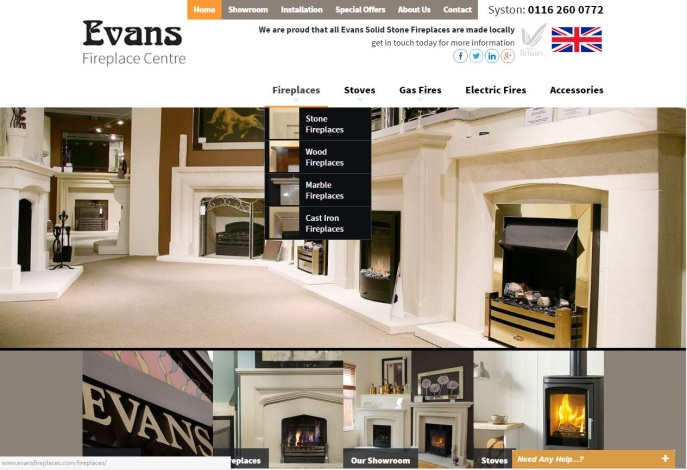 Home Showroom Installation Special Offers About Us Contact Syston: 0116 260 0772
Evans
Fireplace Centre
We are proud that all Evans Solid Stone Fireplaces are made locally
get in touch today for more information
Britain
Fireplaces Stoves Gas Fires Electric Fires Accessories
Stone
Fireplaces
Wood
Fireplaces
Marble
Fireplaces
Cast Iron
Fireplaces
EVANS
Our Showroom Stoves
Need Any Help...? +
www.evansfireplaces.com/fireplaces/